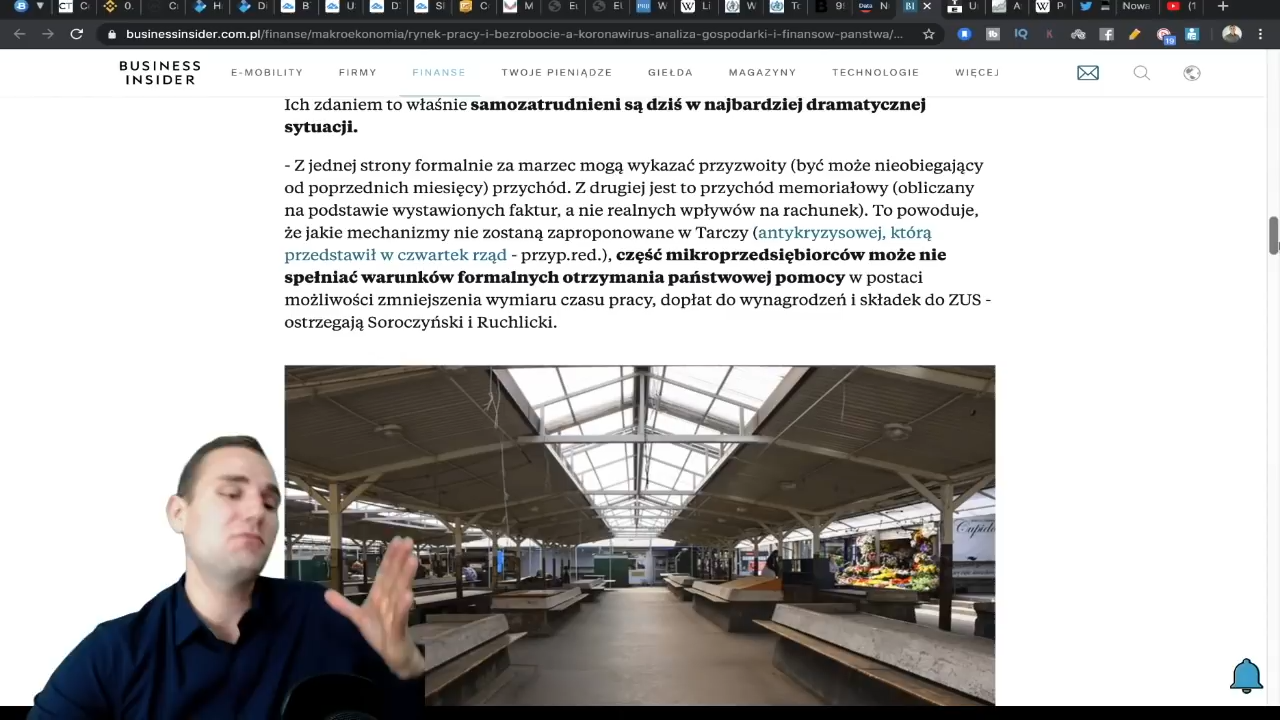 businessinsider.com.pl/finanse/makroekonomia/rynek-pracy-i-bezrobocie-a-koronawirus-analiza-gospodarki-i-finansow-panstwa/...
19
BUSINESS
INSIDER
E-MOBILITY FIRMY FINANSE TWOJE PIENIĄDZE GIEŁDA MAGAZYNY TECHNOLOGIE WIĘCEJ
Ich zdaniem to właśnie samozatrudnieni są dziś w najbardziej dramatycznej
sytuacji.
- Z jednej strony formalnie za marzec mogą wykazać przyzwoity (być może nieobiegający
od poprzednich miesięcy) przychód. Z drugiej jest to przychód memoriałowy (obliczany
na podstawie wystawionych faktur, a nie realnych wpływów na rachunek). To powoduje,
że jakie mechanizmy nie zostaną zaproponowane w Tarczy (antykryzysowej, którą
przedstawił w czwartek rząd - przyp.red.), część mikroprzedsiębiorców może nie
spełniać warunków formalnych otrzymania państwowej pomocy w postaci
możliwości zmniejszenia wymiaru czasu pracy, dopłat do wynagrodzeń i składek do ZUS -
ostrzegają Soroczyński i Ruchlicki.